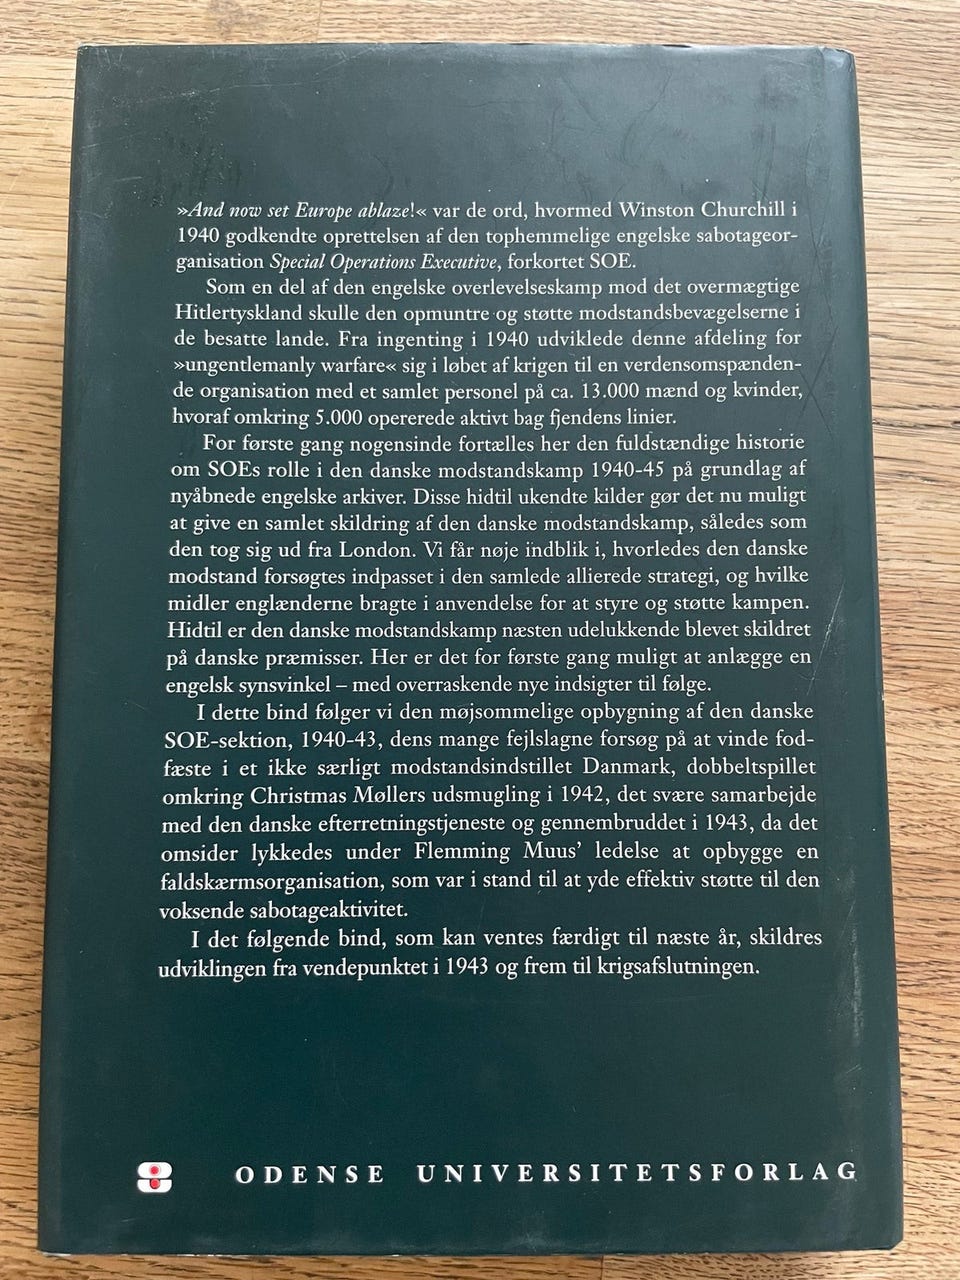 »And now set Europe ablaze!« var de ord, hvormed Winston Churchill i
1940 godkendte oprettelsen af den tophemmelige engelske sabotageor-
ganisation Special Operations Executive, forkortet SOE.
Som en del af den engelske overlevelseskamp mod det overmægtige
Hitlertyskland skulle den opmuntre og støtte modstandsbevægelserne i
de besatte lande. Fra ingenting i 1940 udviklede denne afdeling for
»ungentlemanly warfare« sig i løbet af krigen til en verdensomspænden-
de organisation med et samlet personel på ca. 13.000 mænd og kvinder,
hvoraf omkring 5.000 opererede aktivt bag fjendens linier.
For første gang nogensinde fortælles her den fuldstændige historie
om SOEs rolle i den danske modstandskamp 1940-45 på grundlag af
nyåbnede engelske arkiver. Disse hidtil ukendte kilder gør det nu muligt
at give en samlet skildring af den danske modstandskamp, således som
den tog sig ud fra London. Vi får nøje indblik i, hvorledes den danske
modstand forsøgtes indpasset i den samlede allierede strategi, og hvilke
midler englænderne bragte i anvendelse for at styre og støtte kampen.
Hidtil er den danske modstandskamp næsten udelukkende blevet skildret
på danske præmisser. Her er det for første gang muligt at anlægge en
engelsk synsvinkel – med overraskende nye indsigter til følge.
I dette bind følger vi den møjsommelige opbygning af den danske
SOE-sektion, 1940-43, dens mange fejlslagne forsøg på at vinde fod-
fæste i et ikke særligt modstandsindstillet Danmark, dobbeltspillet
omkring Christmas Møllers udsmugling i 1942, det svære samarbejde
med den danske efterretningstjeneste og gennembruddet i 1943, da det
omsider lykkedes under Flemming Muus’ ledelse at opbygge en
faldskærmsorganisation, som var i stand til at yde effektiv støtte til den
voksende sabotageaktivitet.
I det følgende bind, som kan ventes færdigt til næste år, skildres
udviklingen fra vendepunktet i 1943 og frem til krigsafslutningen.
ODENSE UNIVERSITETSFORLAG